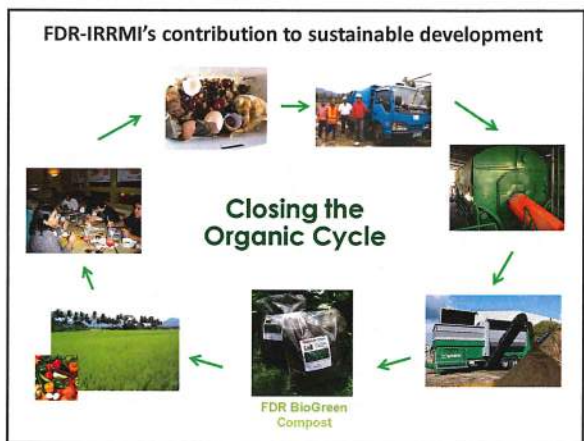 FDR-IRRMI's contribution to sustainable development
Closing the
Organic Cycle
FDR BioGreen
Compost